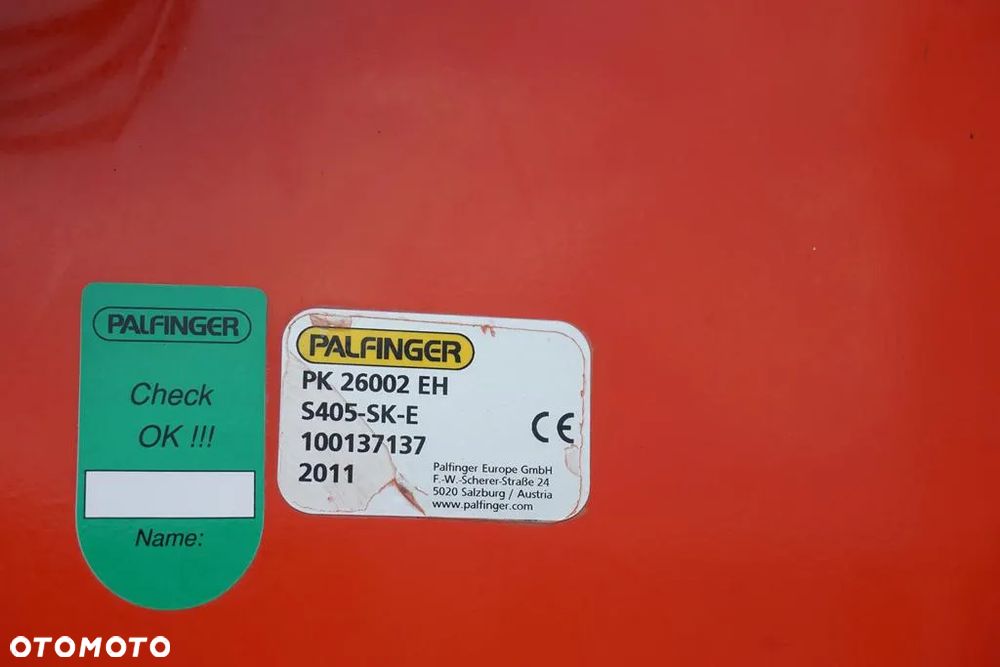 PALFINGER
Check
OK !!!
Name:
PALFINGER
PK 26002 EH
S405-SK-E
100137137
2011
CE
Palfinger Europe GmbH
F.-W.-Scherer-Straße 24
5020 Salzburg / Austria
www.palfinger.com
OTOMOTO